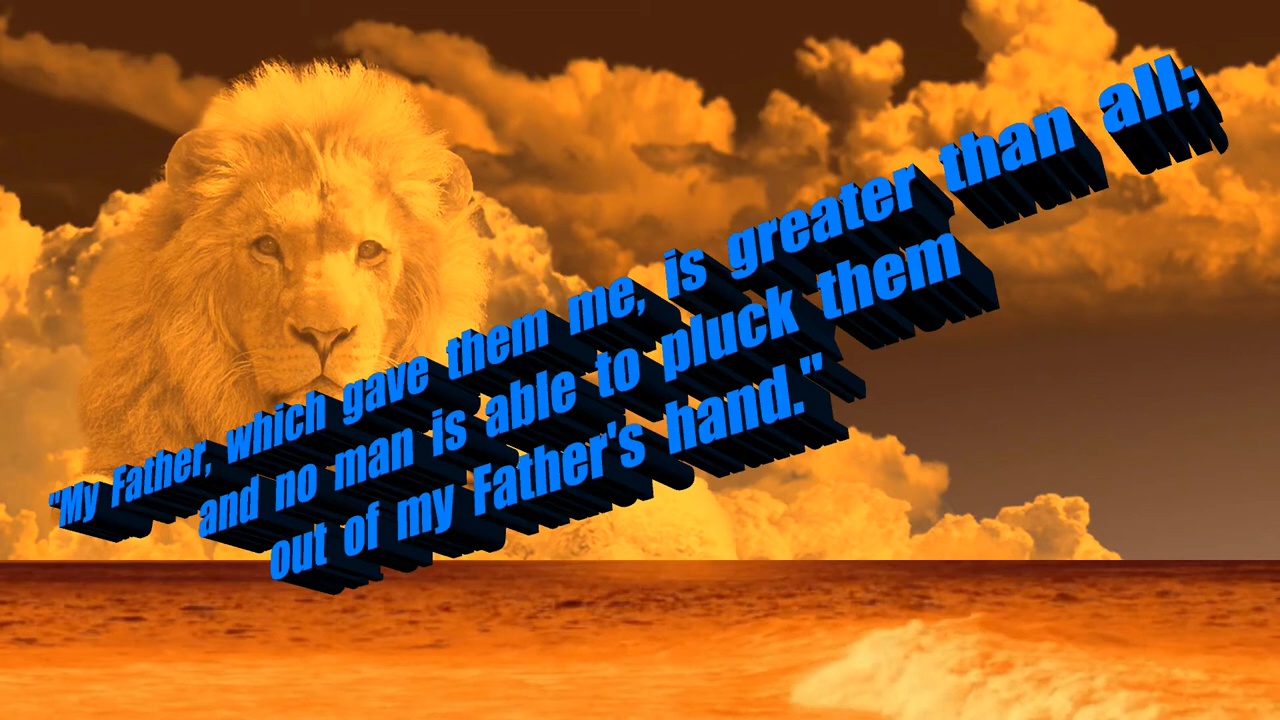 "My Father, which gave them me, is greater than all;
and no man is able to pluck them
out of my Father's hand."